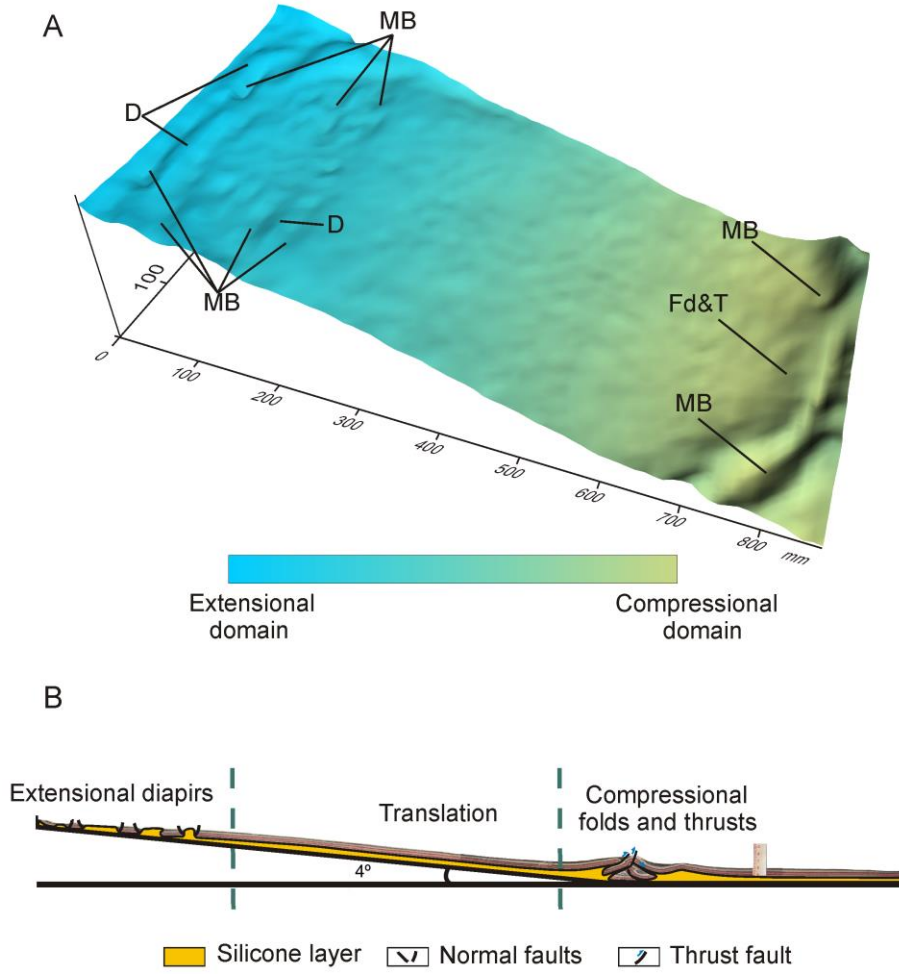 A
MB
D
D
MB
MB
Fd&T
MB
100
0
100
200
300
400
500
600
700
800
mm
Extensional
domain
Compressional
domain
B
Extensional diapirs
Translation
Compressional
folds and thrusts
4º
Silicone layer
Normal faults
Thrust fault